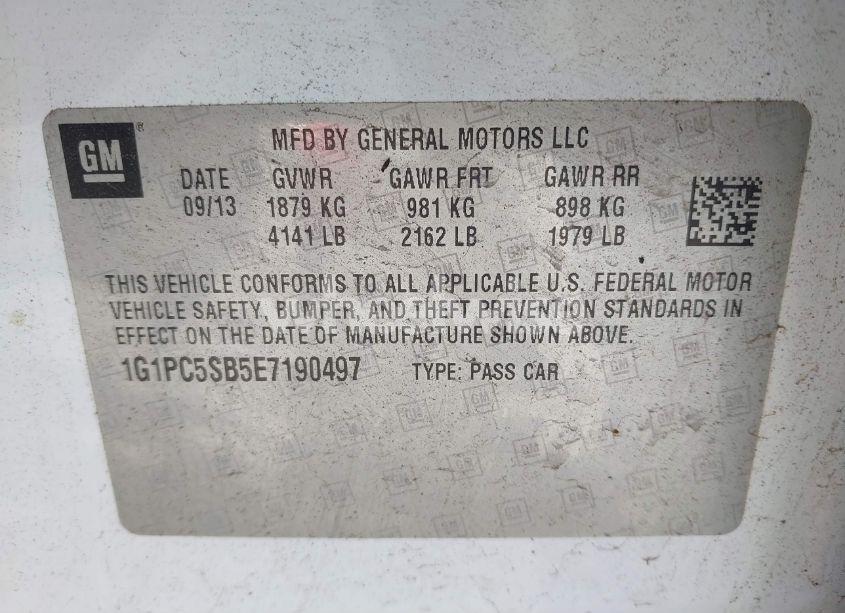 GM
MFD BY GENERAL MOTORS LLC
DATE GVWR GAWR FRT GAWR RR
09/13 1879 KG 981 KG 898 KG
4141 LB 2162 LB 1979 LB
THIS VEHICLE CONFORMS TO ALL APPLICABLE U.S. FEDERAL MOTOR
VEHICLE SAFETY, BUMPER, AND THEFT PREVENTION STANDARDS IN
EFFECT ON THE DATE OF MANUFACTURE SHOWN ABOVE.
1G1PC5SB5E7190497 TYPE: PASS CAR